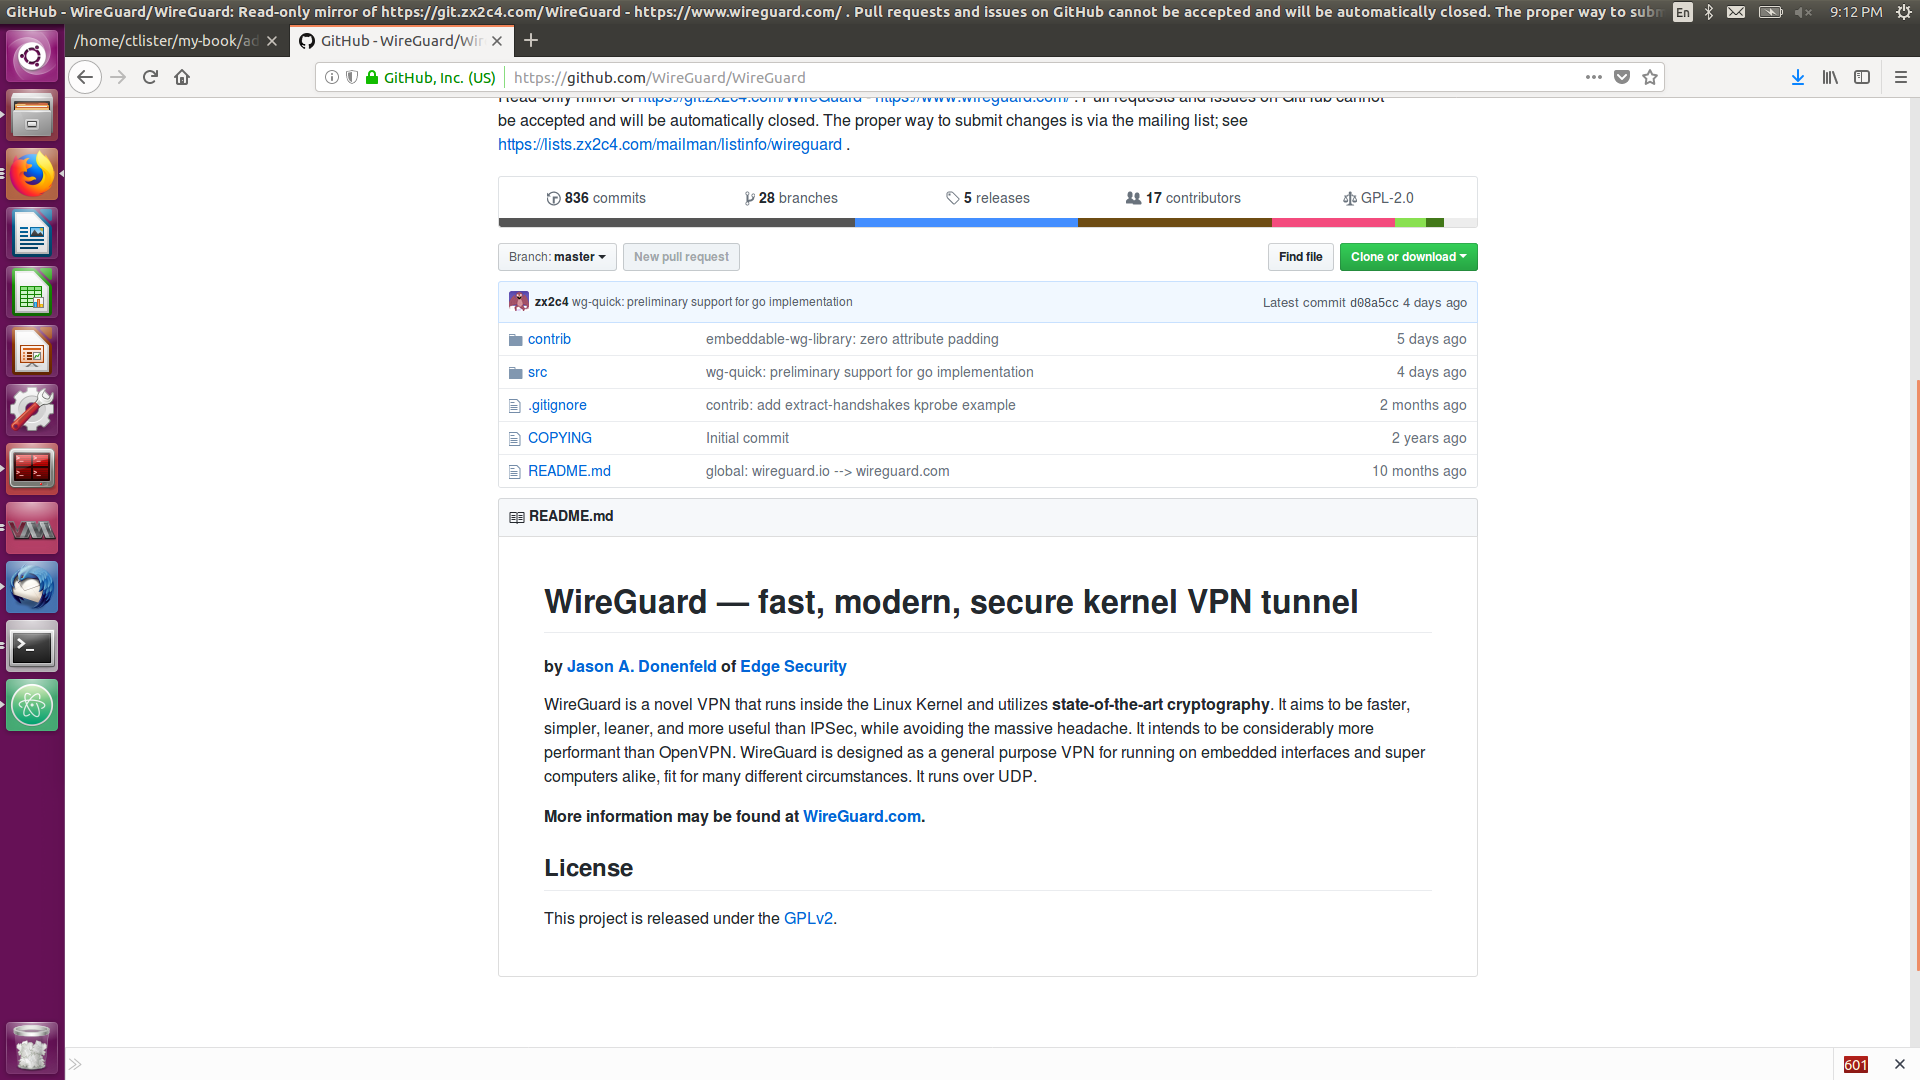 GitHub - WireGuard/WireGuard: Read-only mirror of https://git.zx2c4.com/WireGuard - https://www.wireguard.com/ . Pull requests and issues on GitHub cannot be accepted and will be automatically closed. The proper way to sub
En
9:12 PM
/home/ctlister/my-book/ad
GitHub - WireGuard/Wir
GitHub, Inc. (US)
https://github.com/WireGuard/WireGuard
Read-only mirror of https://git.zx2c4.com/WireGuard - https://www.wireguard.com/ . Pull requests and issues on GitHub cannot
be accepted and will be automatically closed. The proper way to submit changes is via the mailing list; see
https://lists.zx2c4.com/mailman/listinfo/wireguard .
836 commits
28 branches
5 releases
17 contributors
GPL-2.0
Branch: master
New pull request
Find file
Clone or download
zx2c4 wg-quick: preliminary support for go implementation
Latest commit d08a5cc 4 days ago
contrib
embeddable-wg-library: zero attribute padding
5 days ago
src
wg-quick: preliminary support for go implementation
4 days ago
.gitignore
contrib: add extract-handshakes kprobe example
2 months ago
COPYING
Initial commit
2 years ago
README.md
global: wireguard.io --> wireguard.com
10 months ago
README.md
WireGuard — fast, modern, secure kernel VPN tunnel
by Jason A. Donenfeld of Edge Security
WireGuard is a novel VPN that runs inside the Linux Kernel and utilizes state-of-the-art cryptography. It aims to be faster,
simpler, leaner, and more useful than IPSec, while avoiding the massive headache. It intends to be considerably more
performant than OpenVPN. WireGuard is designed as a general purpose VPN for running on embedded interfaces and super
computers alike, fit for many different circumstances. It runs over UDP.
More information may be found at WireGuard.com.
License
This project is released under the GPLv2.
601